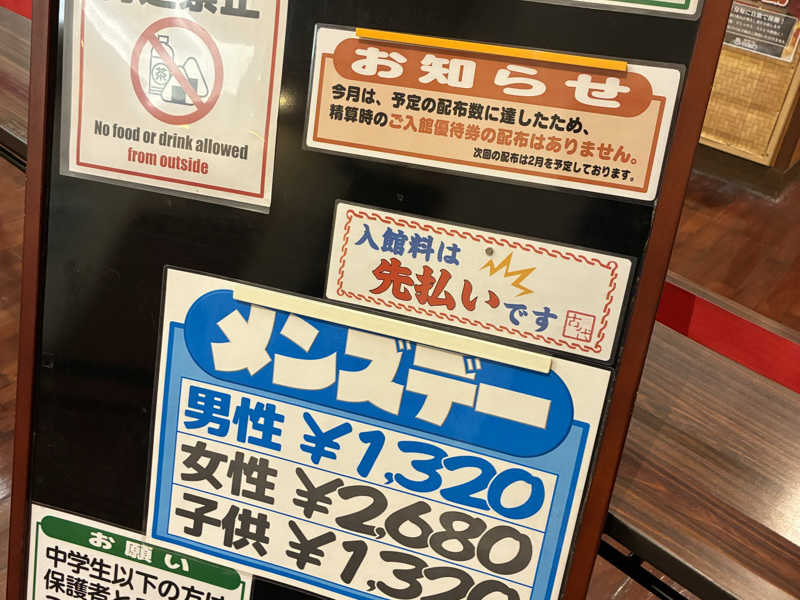 茶
No food or drink allowed
from outside
お知らせ
今月は、予定の配布数に達したため、
精算時のご入館優待券の配布はありません。
次回の配布は2月を予定しております。
入館料は
先払いです
メンズデー
男性 ¥1,320
女性 ¥2,680
子供 ¥1,320
お願い
中学生以下の方は
保護者と